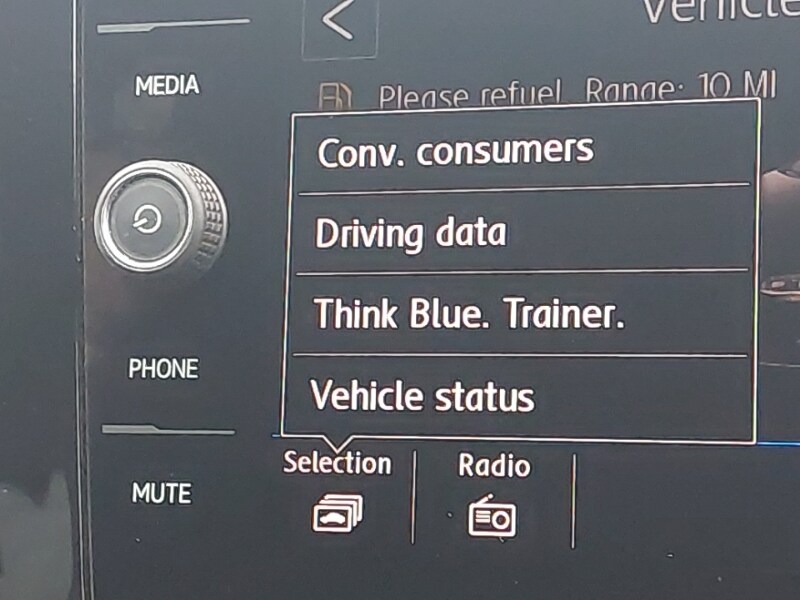 Vehicle
MEDIA
Please refuel. Range: 10 MI
Conv. consumers
Driving data
Think Blue. Trainer.
PHONE
Vehicle status
Selection
Radio
MUTE